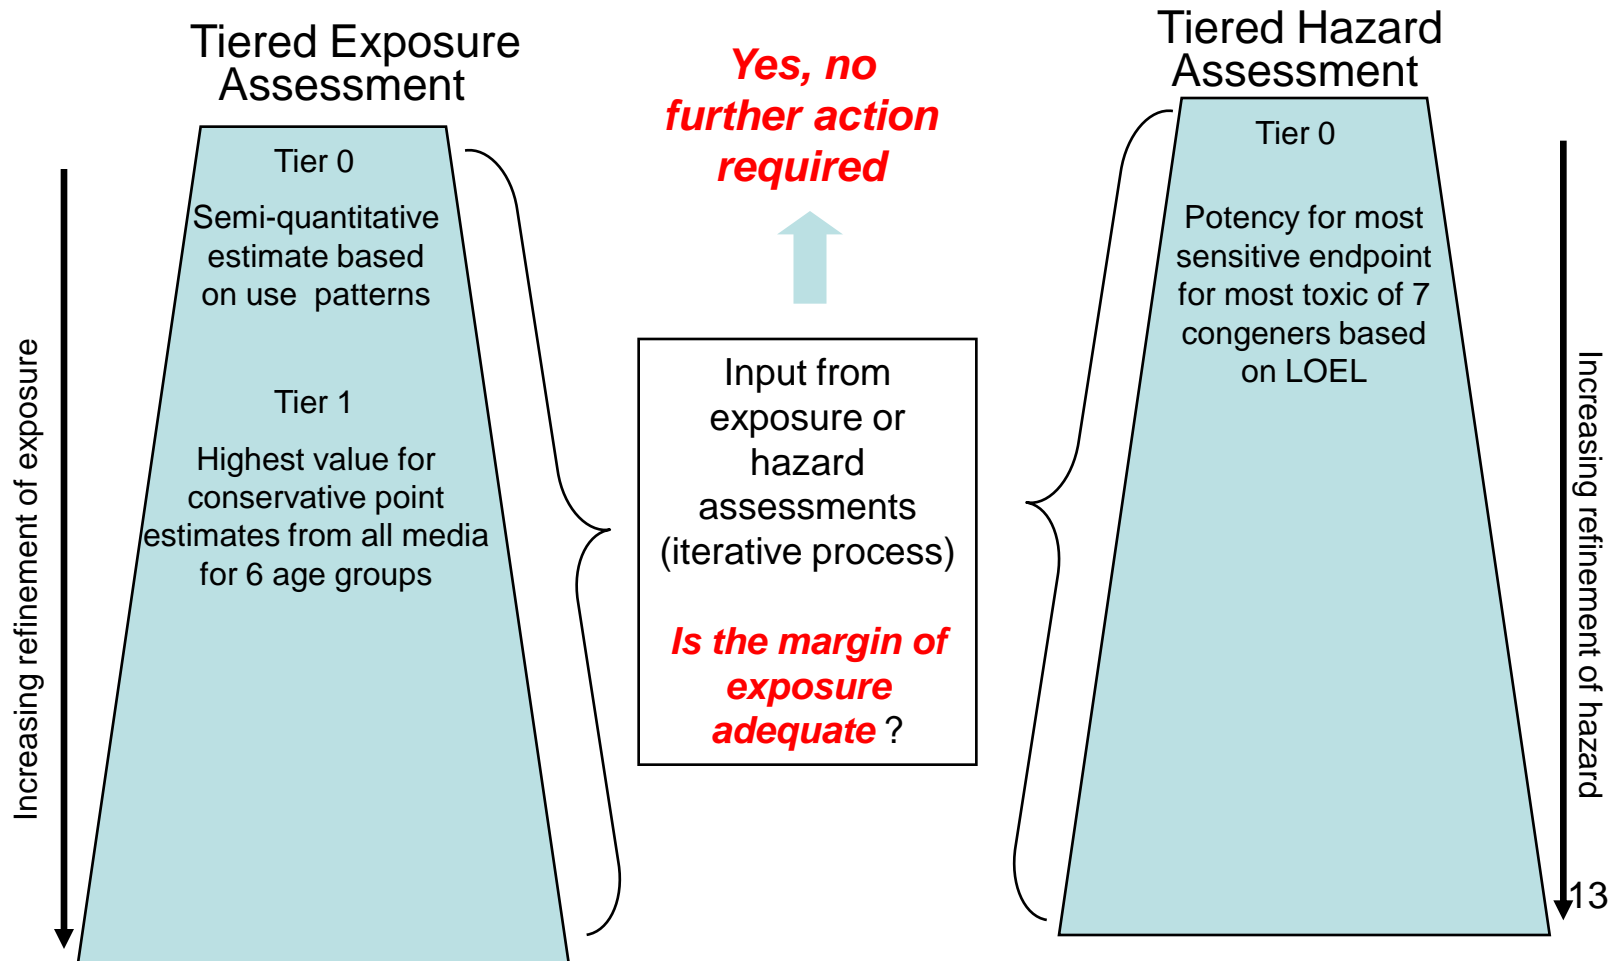 Tiered Exposure
Assessment
Tier 0
Semi-quantitative
estimate based
on use patterns
Tier 1
Highest value for
conservative point
estimates from all media
for 6 age groups
Increasing refinement of exposure
Yes, no
further action
required
Input from
exposure or
hazard
assessments
(iterative process)
Is the margin of
exposure
adequate ?
Tiered Hazard
Assessment
Tier 0
Potency for most
sensitive endpoint
for most toxic of 7
congeners based
on LOEL
Increasing refinement of hazard
13